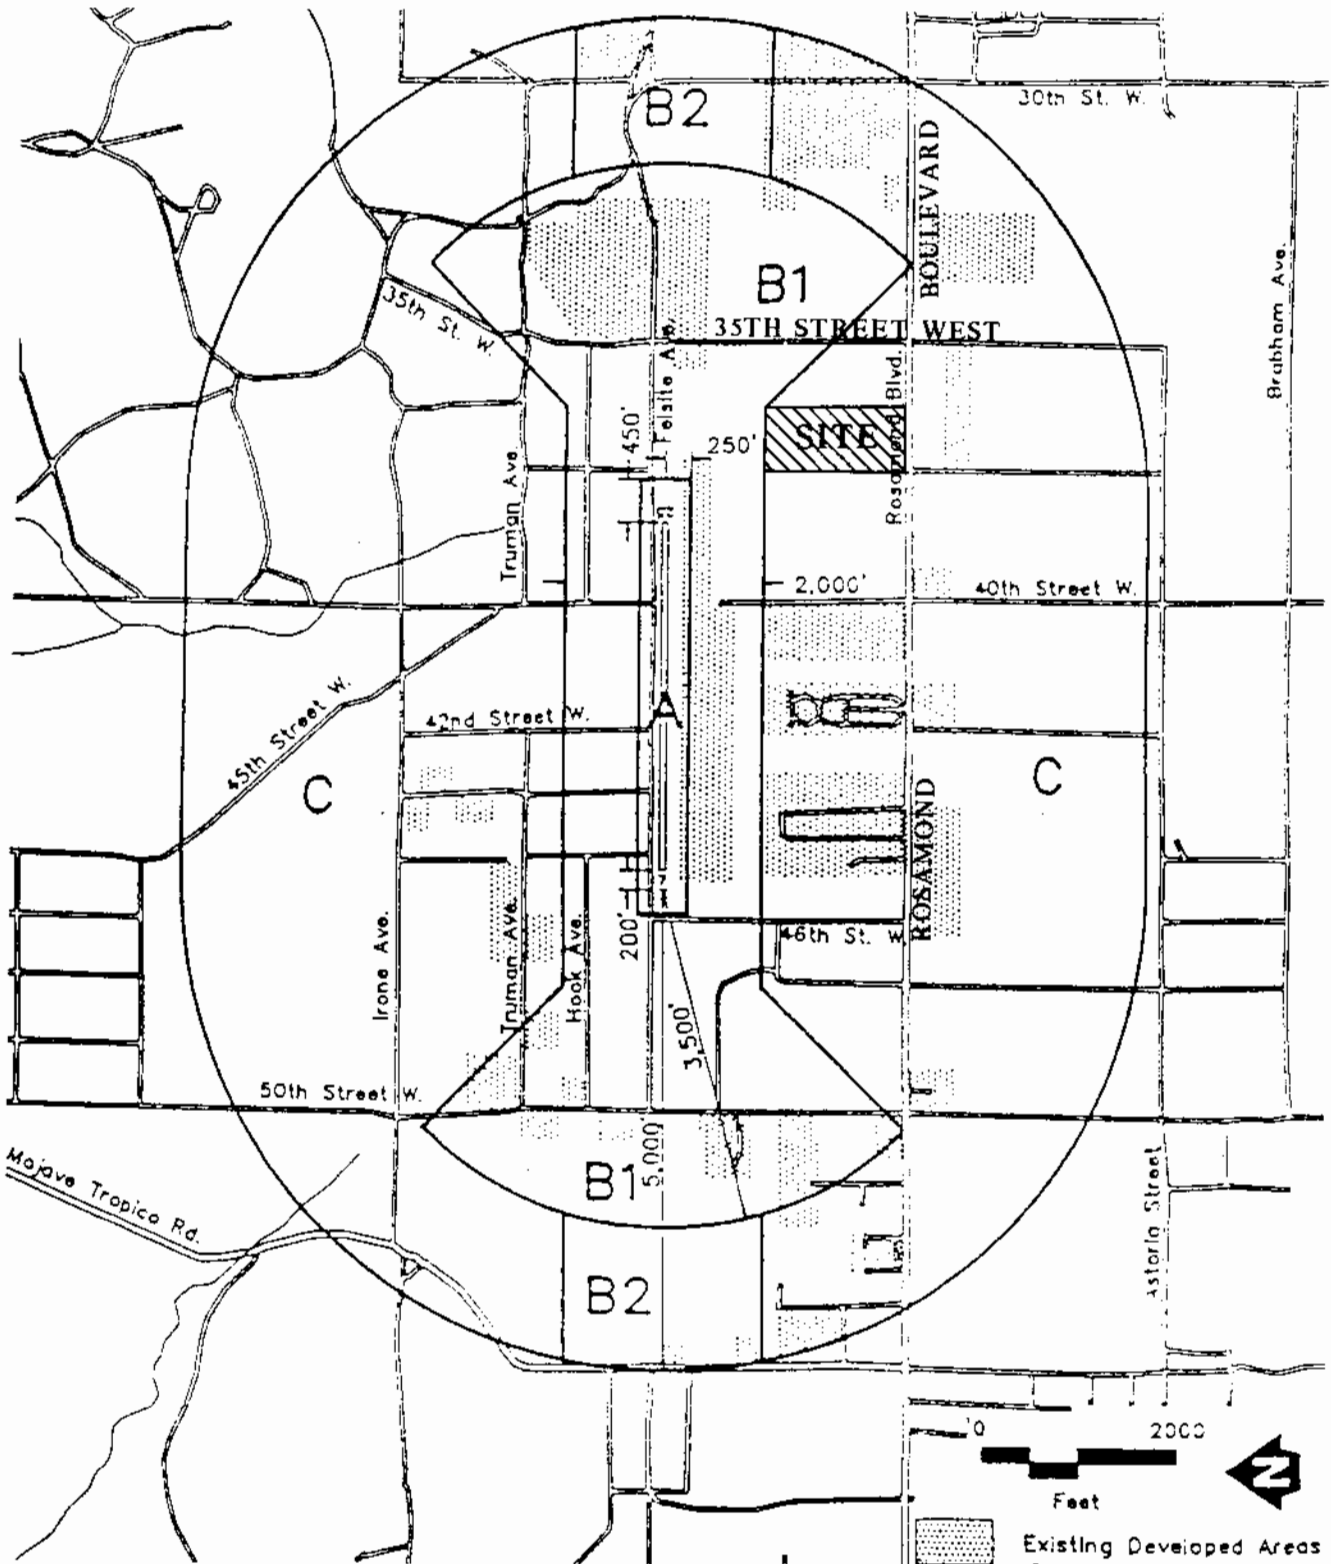 B2
30th St. W.
BOULEVARD
B1
35th St. W.
35TH STREET WEST
Brabham Ave.
Felsite Ave.
Rosamond Blvd.
450'
250'
SITE
Truman Ave.
2,000'
40th Street W.
45th Street W.
42nd Street W.
A
C
C
ROSAMOND
Irone Ave.
Truman Ave.
Hook Ave.
200'
46th St. W.
3,500'
50th Street W.
5,000
B1
Mojave Tropico Rd.
Astoria Street
B2
0 2000
Feet
N
Existing Developed Areas